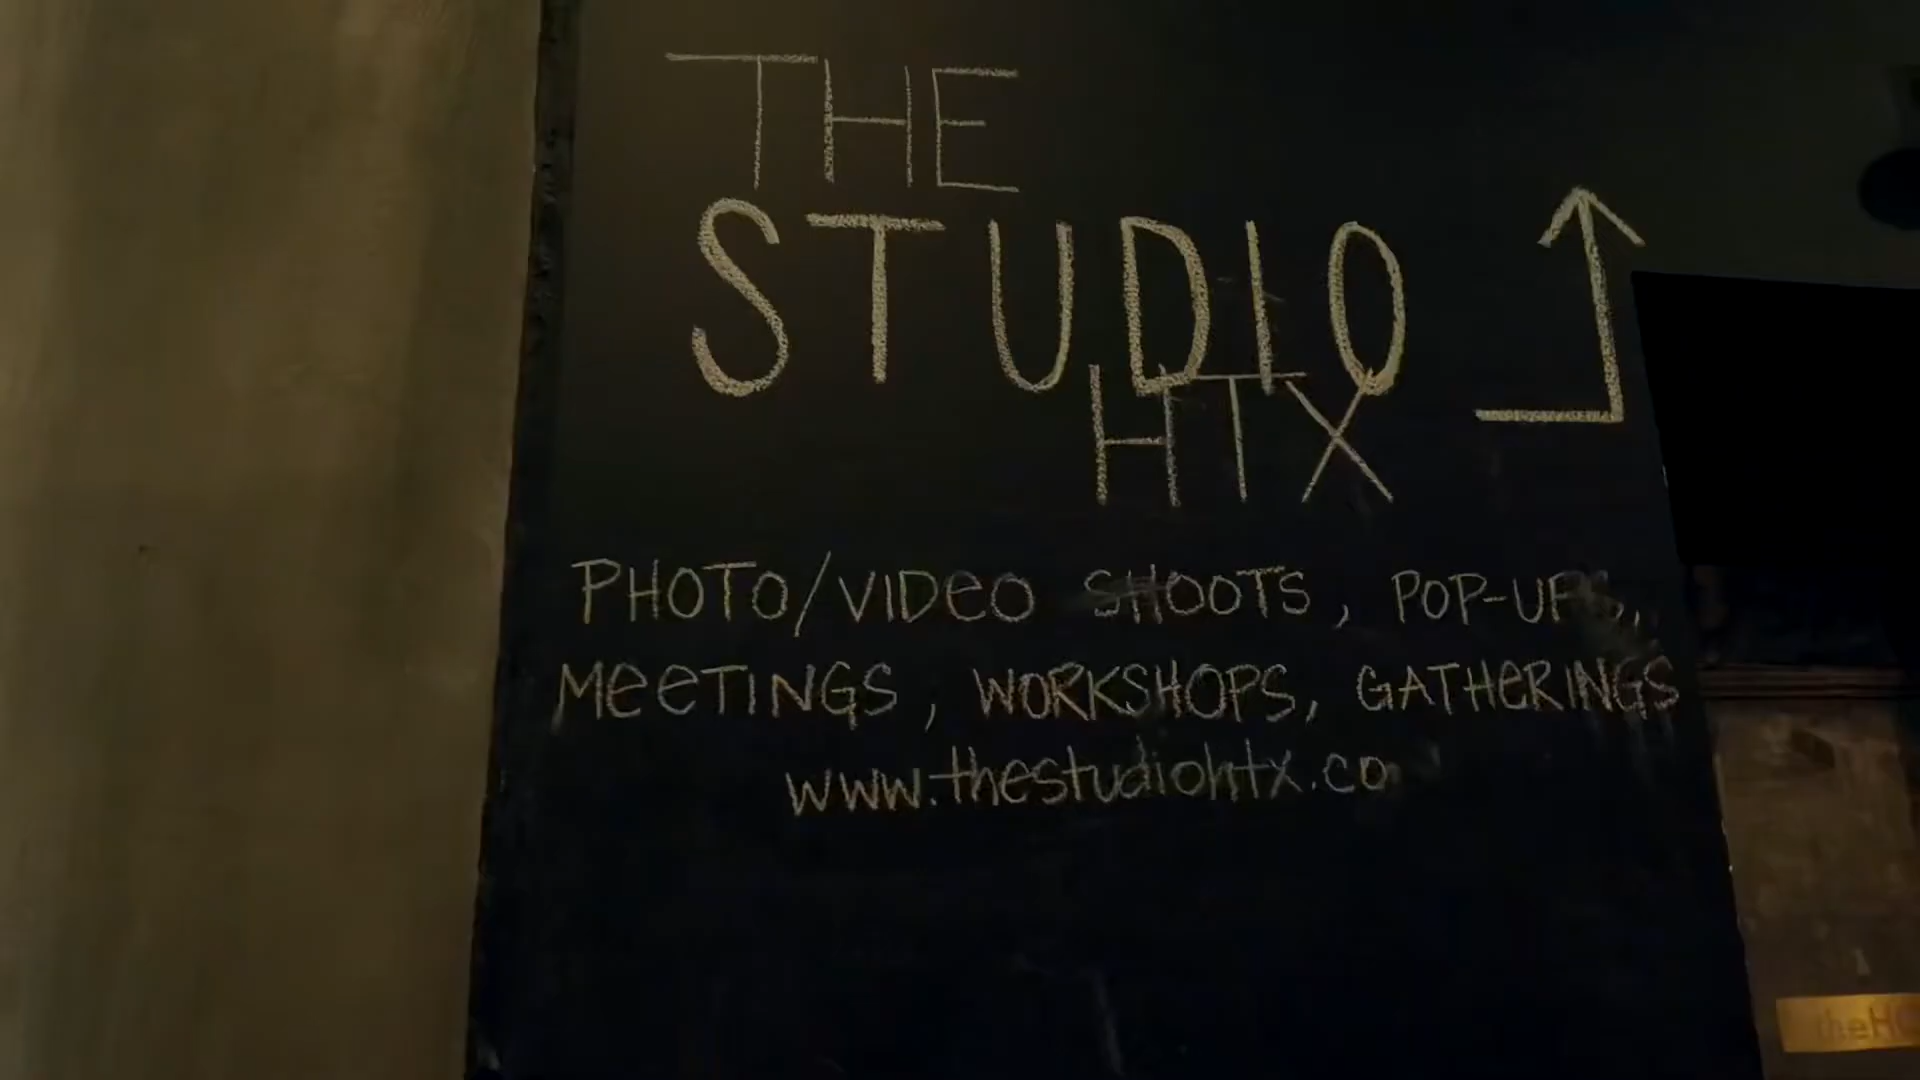 THE
STUDIO
HTX
PHOTO/VIDEO SHOOTS, POP-UPS,
MEETINGS, WORKSHOPS, GATHERINGS
www.thestudiohtx.co